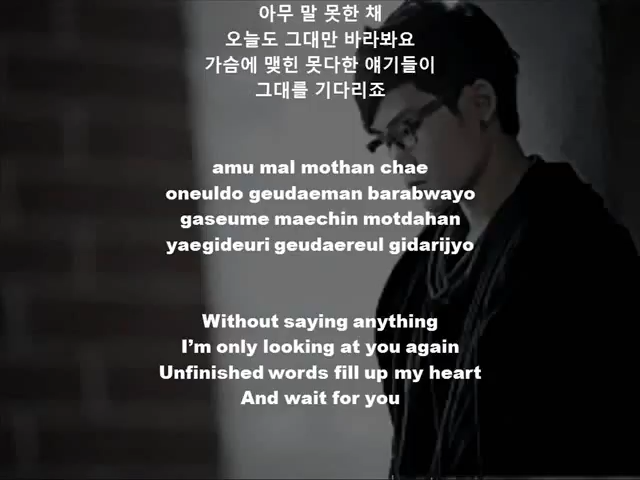 아무 말 못한 채
오늘도 그대만 바라봐요
가슴에 맺힌 못다한 얘기들이
그대를 기다리죠
amu mal mothan chae
oneuldo geudaeman barabwayo
gaseume maechin motdahan
yaegideuri geudaereul gidarijyo
Without saying anything
I'm only looking at you again
Unfinished words fill up my heart
And wait for you